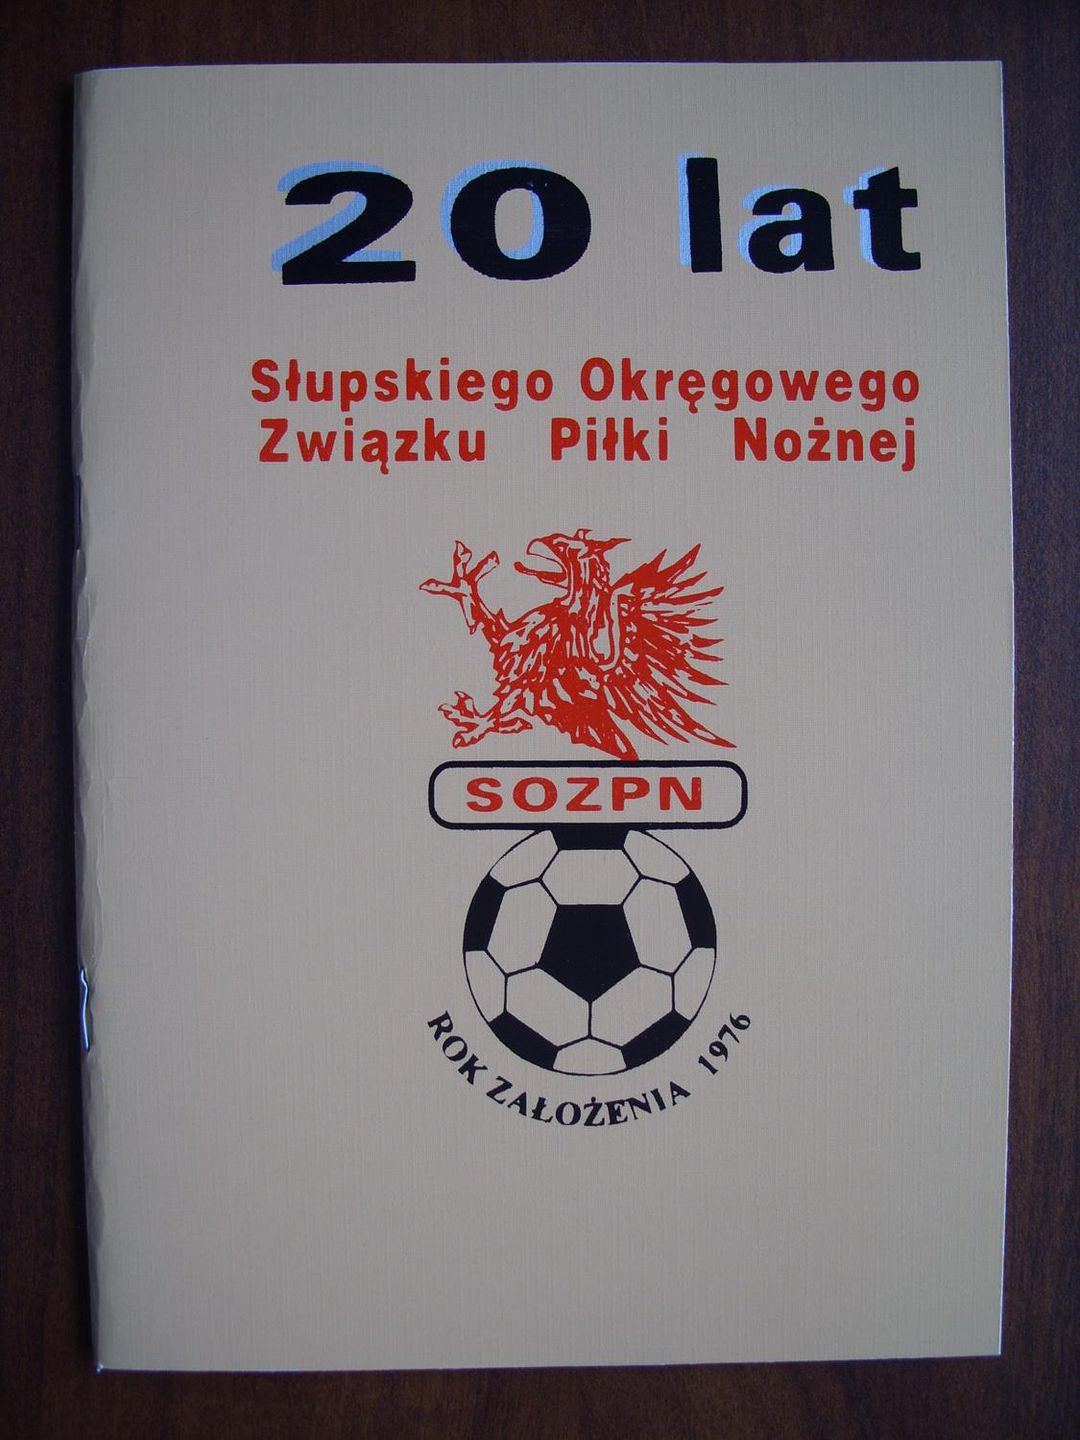 20 lat
Słupskiego Okręgowego
Związku Piłki Nożnej
SOZPN
ROK ZAŁOŻENIA 1976